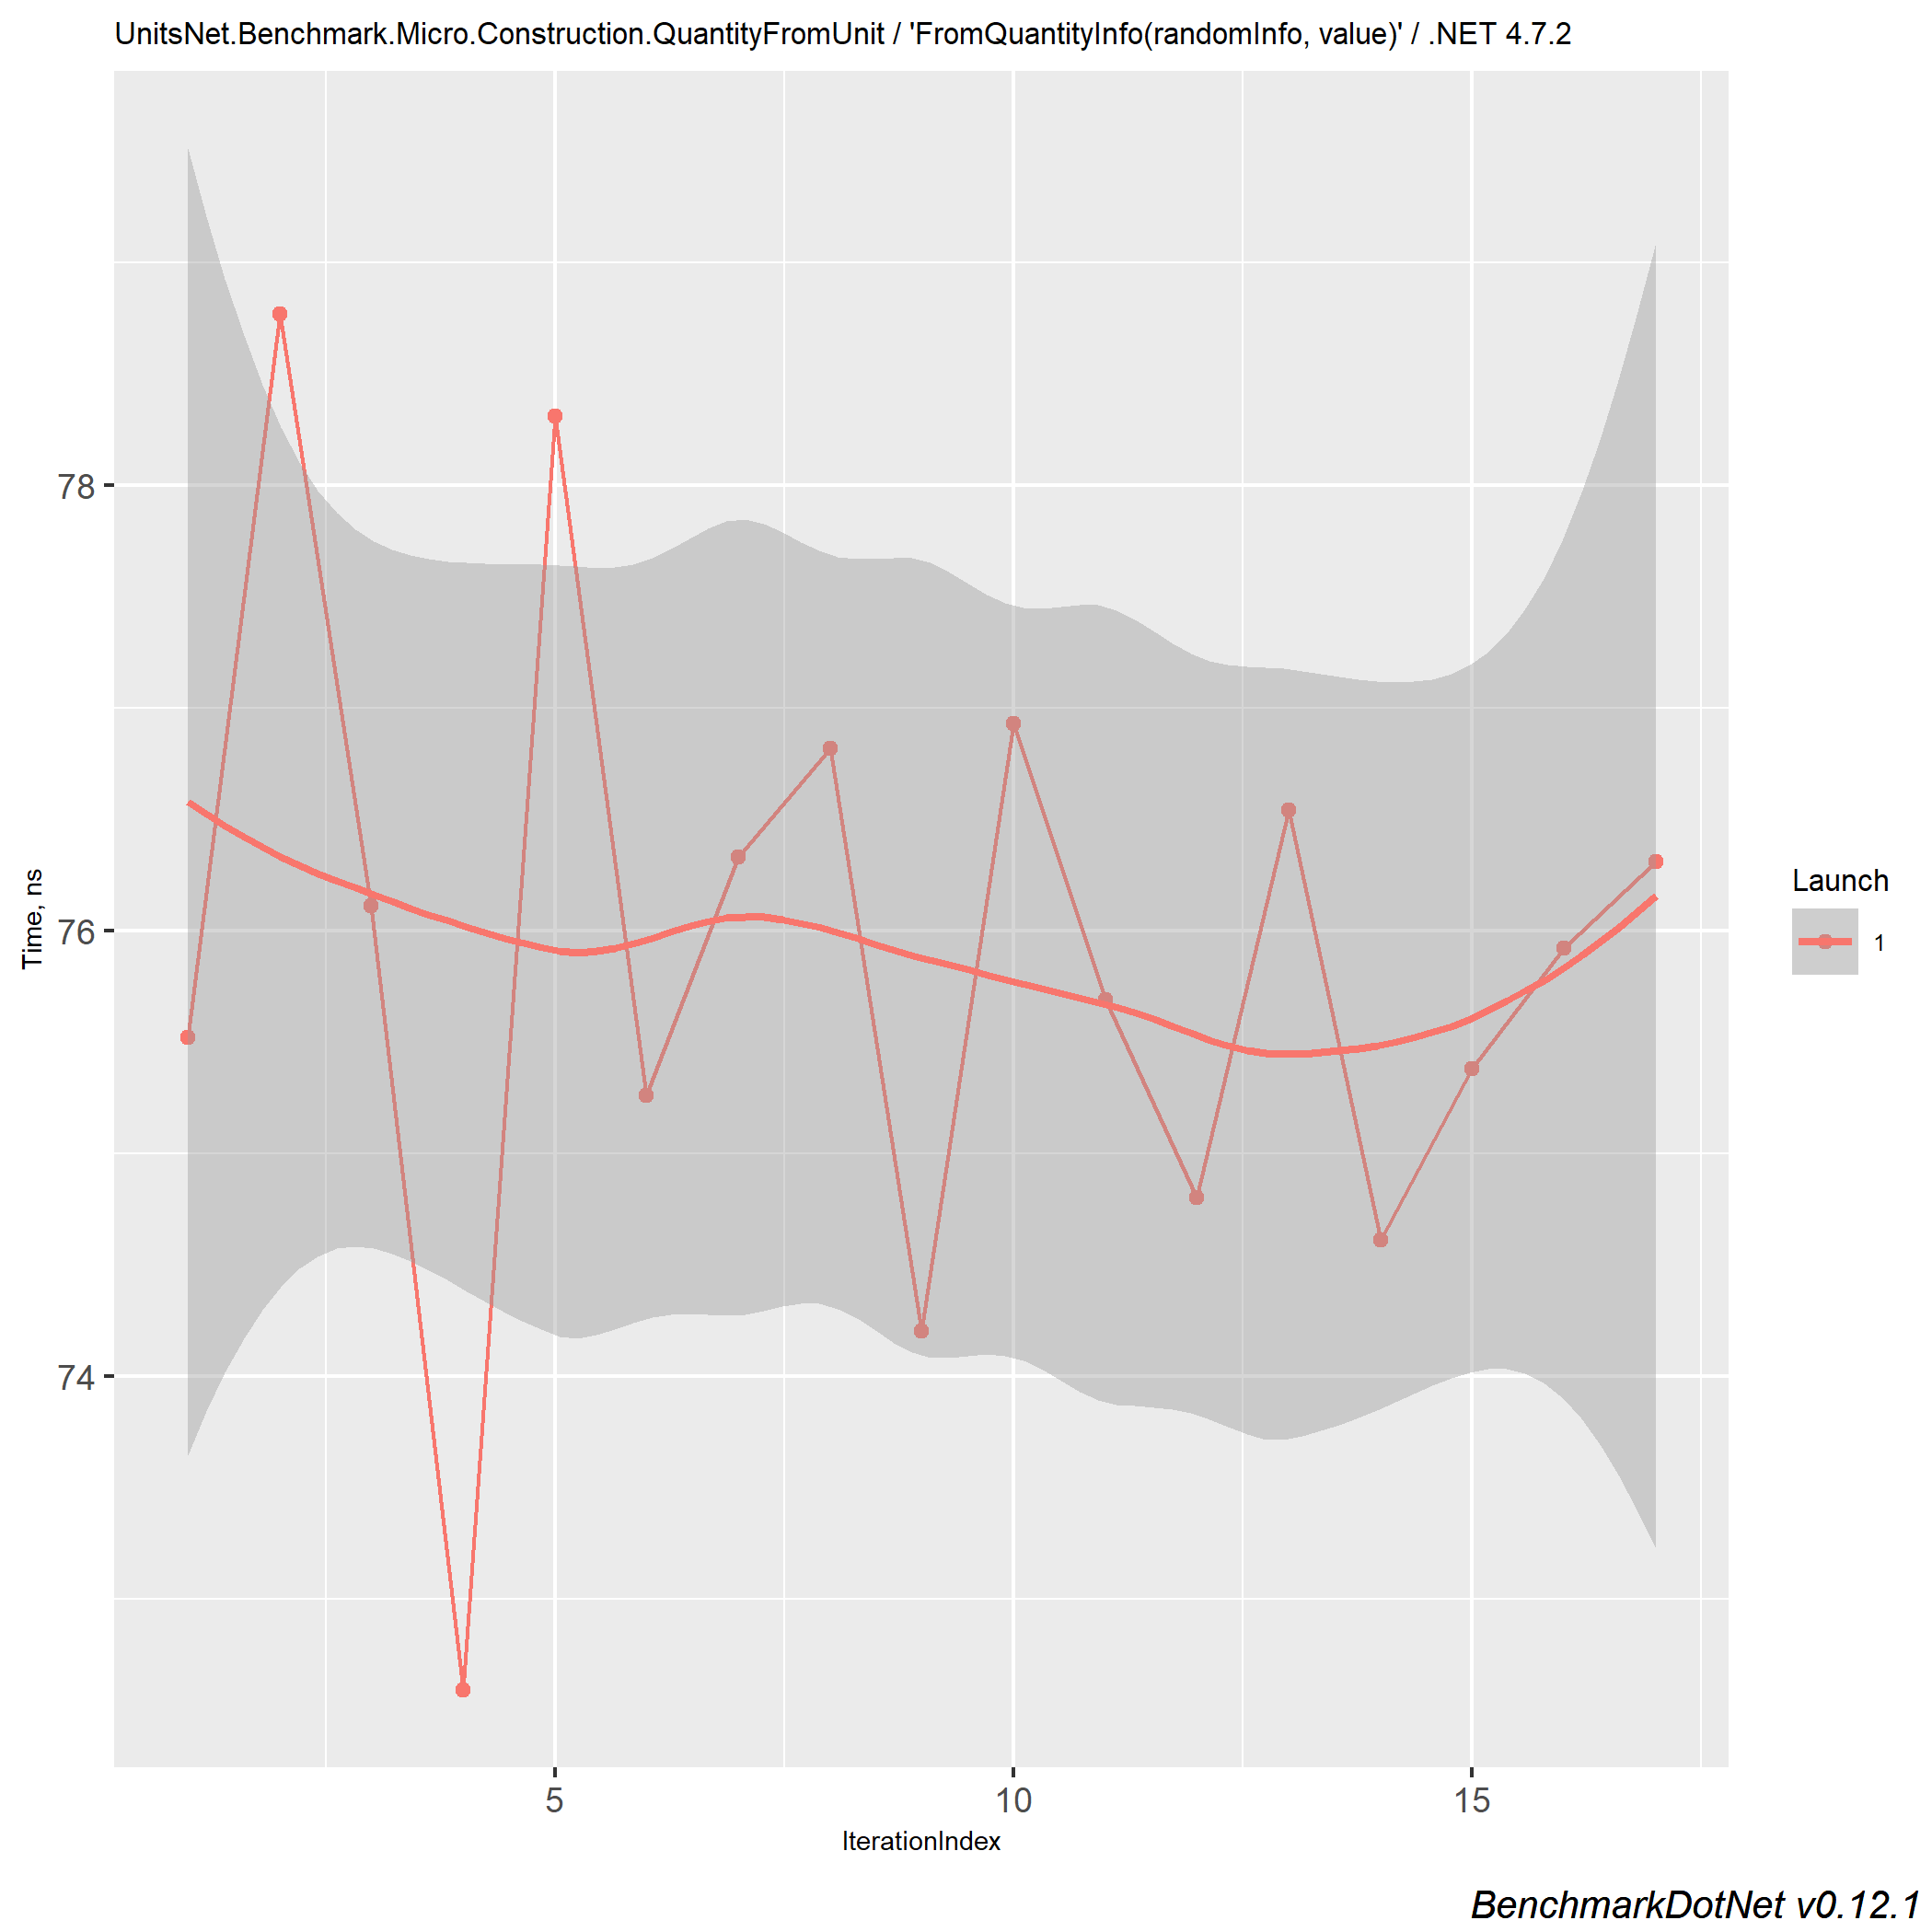 UnitsNet.Benchmark.Micro.Construction.QuantityFromUnit / 'FromQuantityInfo(randomInfo, value)' / .NET 4.7.2
78
76
74
Time, ns
5 10 15
IterationIndex
Launch
1
BenchmarkDotNet v0.12.1